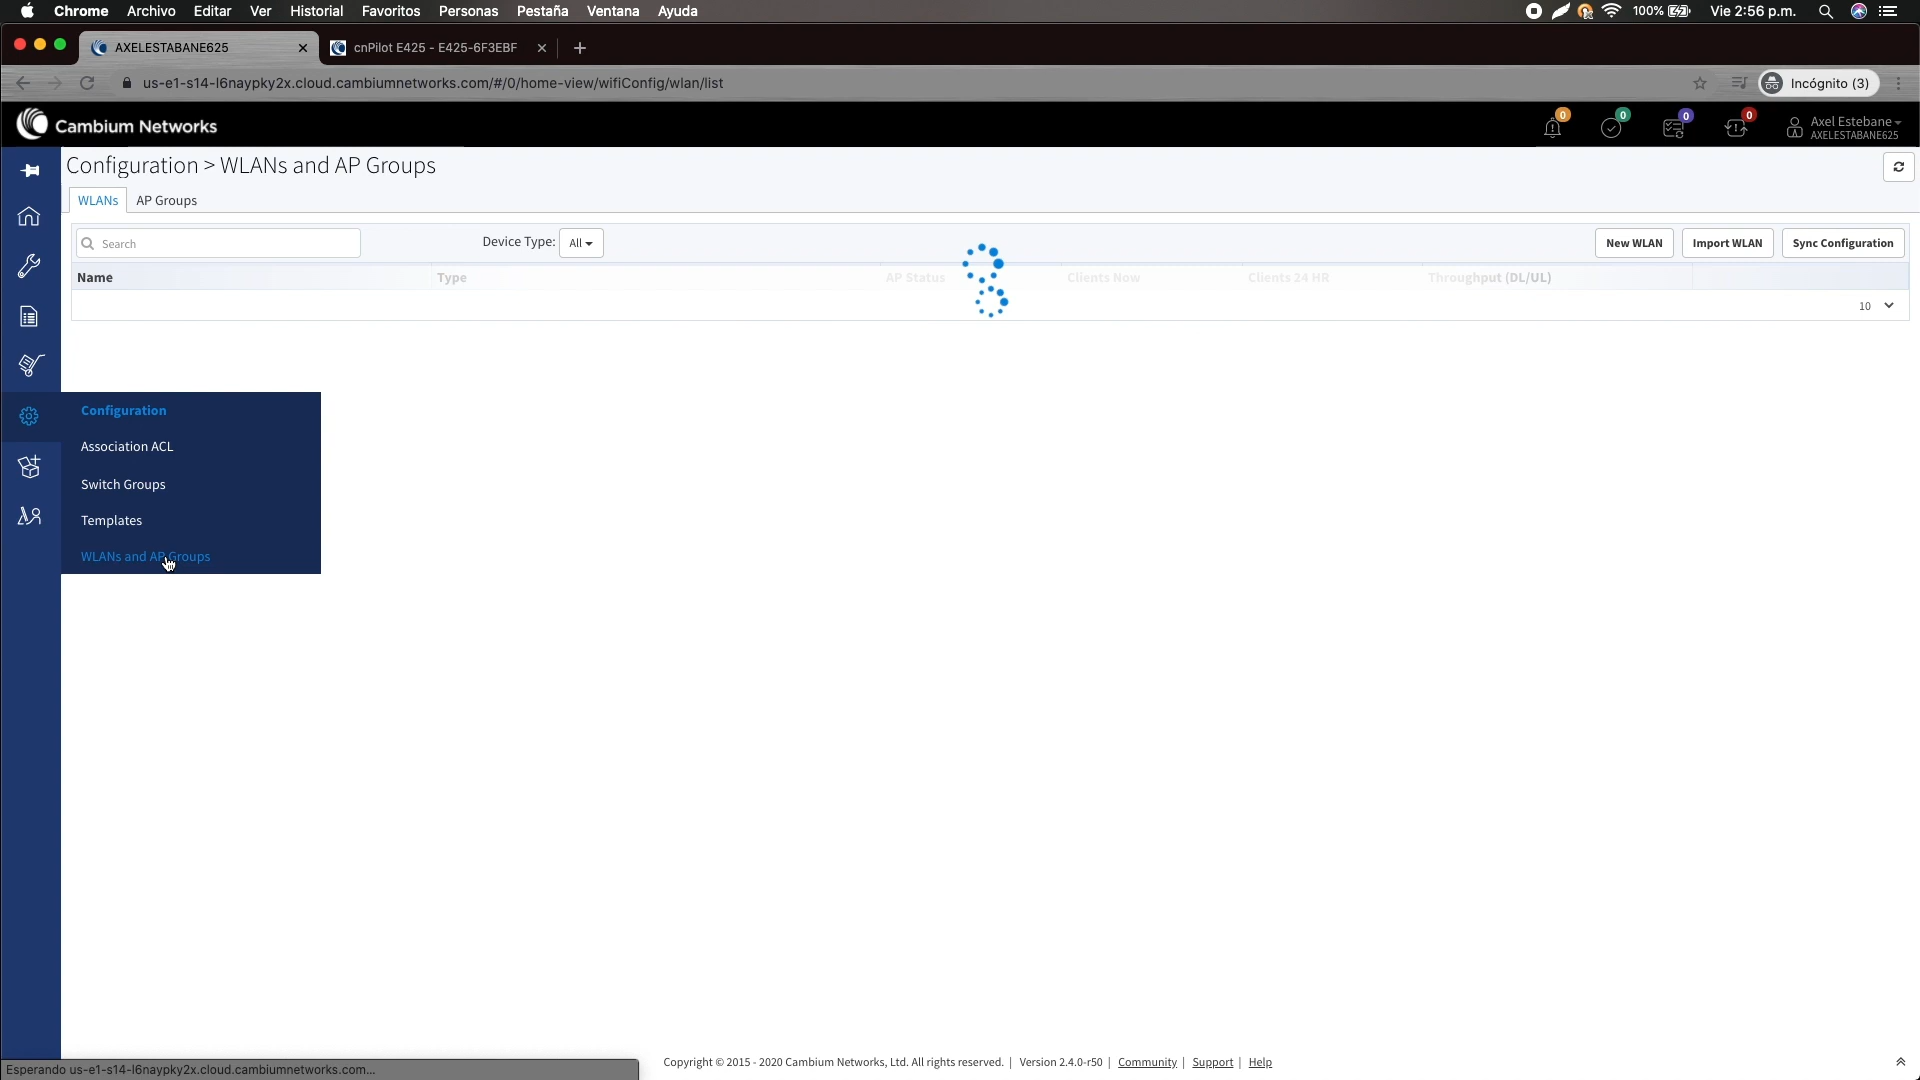 Chrome Archivo Editar Ver Historial Favoritos Personas Pestaña Ventana Ayuda 100% Vie 2:56 p.m.
AXELESTABANE625 cnPilot E425 - E425-6F3EBF
us-e1-s14-l6naypky2x.cloud.cambiumnetworks.com/#/0/home-view/wifiConfig/wlan/list Incógnito (3)
Cambium Networks 0 0 0 0 Axel Estebane
AXELESTABANE625
Configuration > WLANs and AP Groups
WLANs AP Groups
Search Device Type: All New WLAN Import WLAN Sync Configuration
Name Type AP Status Clients Now Clients 24 HR Throughput (DL/UL)
10
Configuration
Association ACL
Switch Groups
Templates
WLANs and AP Groups
Copyright © 2015 - 2020 Cambium Networks, Ltd. All rights reserved. | Version 2.4.0-r50 | Community | Support | Help
Esperando us-e1-s14-l6naypky2x.cloud.cambiumnetworks.com...